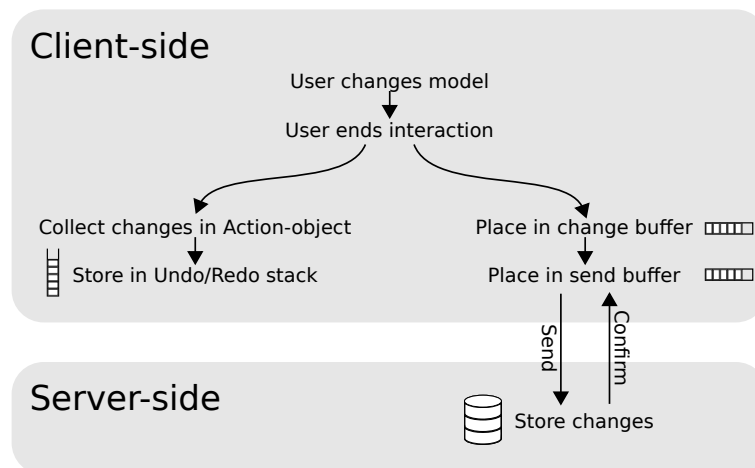 Client-side
User changes model
User ends interaction
Collect changes in Action-object
Place in change buffer
Store in Undo/Redo stack
Place in send buffer
Send
Confirm
Server-side
Store changes